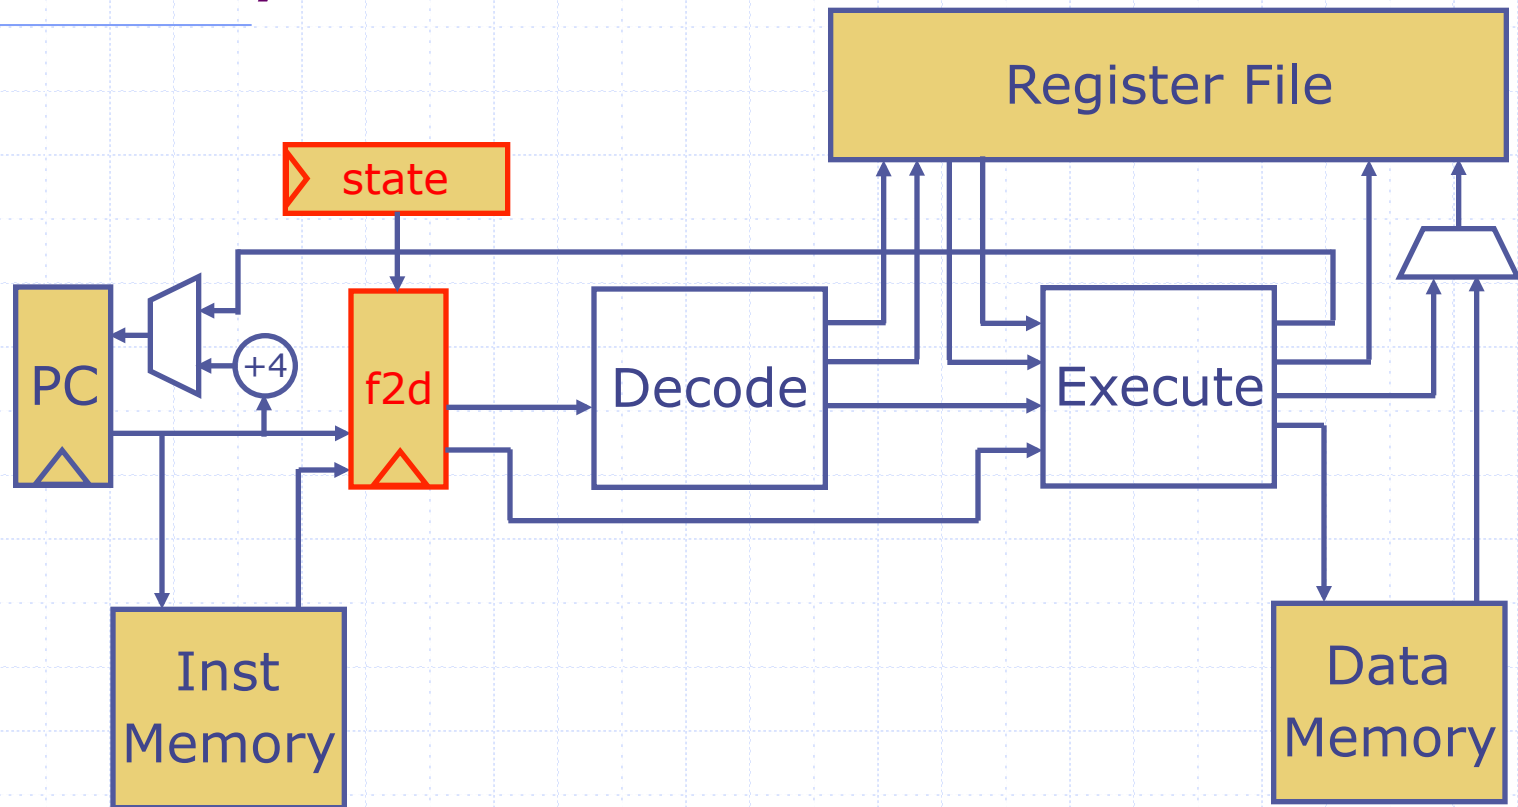 Register File
state
PC
+4
f2d
Decode
Execute
Inst
Memory
Data
Memory